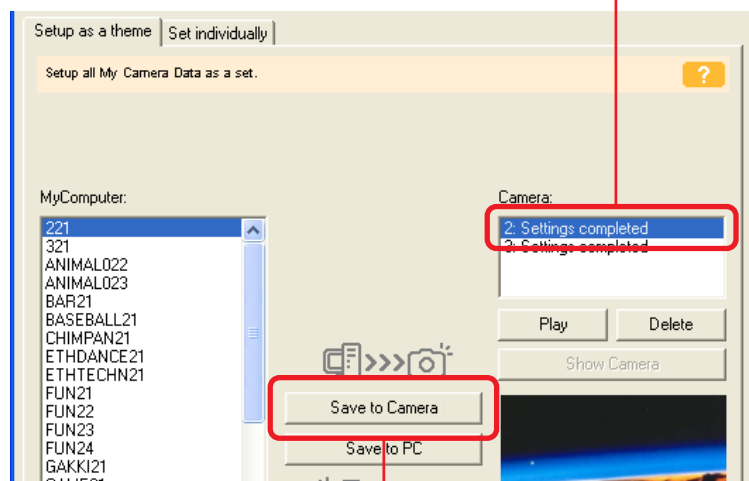 Setup as a theme
Set individually
Setup all My Camera Data as a set.
?
MyComputer:
221
321
ANIMAL022
ANIMAL023
BAR21
BASEBALL21
CHIMPAN21
ETHDANCE21
ETHTECHN21
FUN21
FUN22
FUN23
FUN24
GAKKI21
Camera:
2: Settings completed
3: Settings completed
Play
Delete
Show Camera
Save to Camera
Save to PC